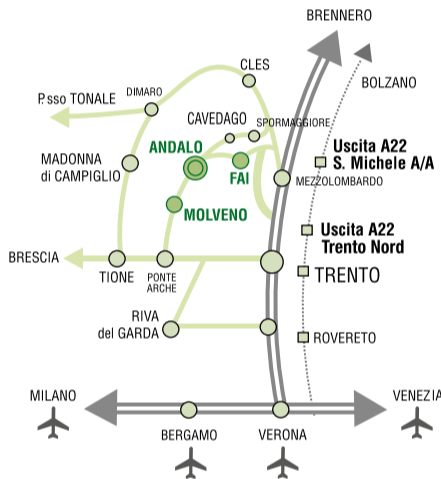 BRENNERO
CLES
BOLZANO
P.sso TONALE
DIMARO
CAVEDAGO
SPORMAGGIORE
ANDALO
Uscita A22
S. Michele A/A
MADONNA
di CAMPIGLIO
FAI
MEZZOLOMBARDO
MOLVENO
Uscita A22
Trento Nord
BRESCIA
TIONE
PONTE
ARCHE
TRENTO
RIVA
del GARDA
ROVERETO
MILANO
VENEZIA
BERGAMO
VERONA